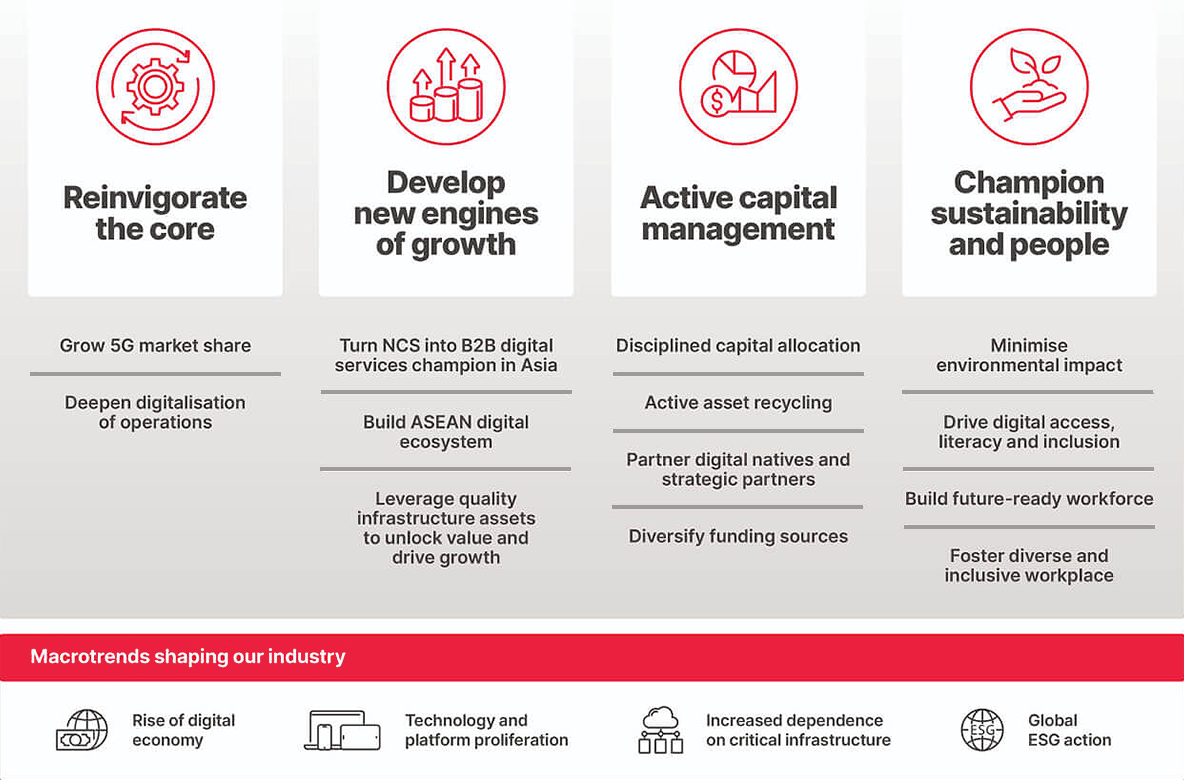 Reinvigorate
the core
Develop
new engines
of growth
Active capital
management
Champion
sustainability
and people
Grow 5G market share
Deepen digitalisation
of operations
Turn NCS into B2B digital
services champion in Asia
Build ASEAN digital
ecosystem
Leverage quality
infrastructure assets
to unlock value and
drive growth
Disciplined capital allocation
Active asset recycling
Partner digital natives and
strategic partners
Diversify funding sources
Minimise
environmental impact
Drive digital access,
literacy and inclusion
Build future-ready workforce
Foster diverse and
inclusive workplace
Macrotrends shaping our industry
Rise of digital
economy
Technology and
platform proliferation
Increased dependence
on critical infrastructure
ESG
Global
ESG action